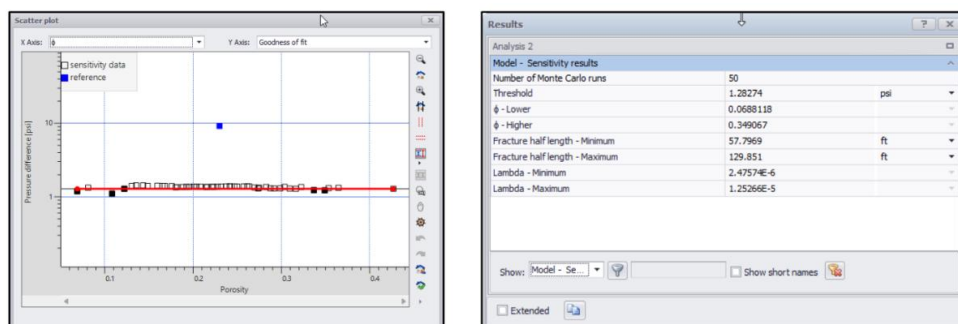 Scatter plot
X Axis: ϕ Y Axis: Goodness of fit
sensitivity data
reference
Pressure difference [psi]
10
1
0.1 0.2 0.3 0.4
Porosity
Results
Analysis 2
Model - Sensitivity results
Number of Monte Carlo runs 50
Threshold 1.28274 psi
ϕ - Lower 0.0688118
ϕ - Higher 0.349067
Fracture half length - Minimum 57.7969 ft
Fracture half length - Maximum 129.851 ft
Lambda - Minimum 2.47574E-6
Lambda - Maximum 1.25266E-5
Show: Model - Se... Show short names
Extended